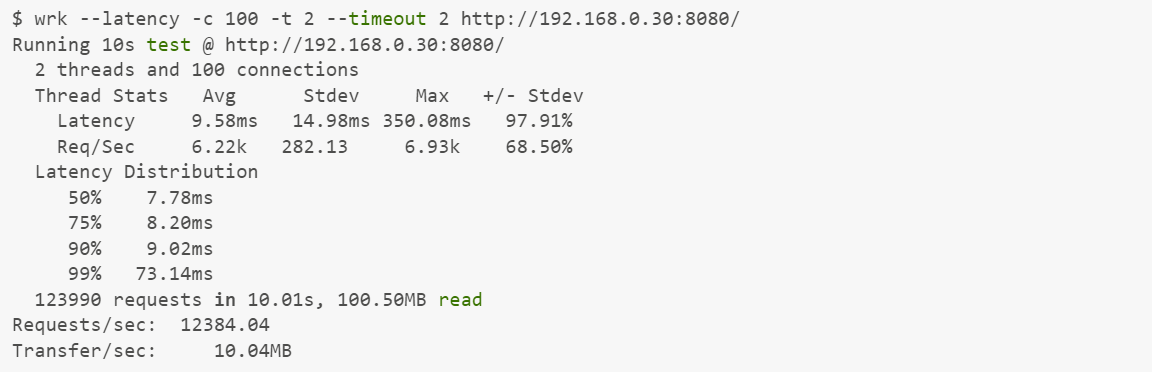 $ wrk --latency -c 100 -t 2 --timeout 2 http://192.168.0.30:8080/
Running 10s test @ http://192.168.0.30:8080/
  2 threads and 100 connections
  Thread Stats   Avg      Stdev     Max   +/- Stdev
    Latency     9.58ms   14.98ms 350.08ms   97.91%
    Req/Sec     6.22k   282.13     6.93k    68.50%
  Latency Distribution
     50%    7.78ms
     75%    8.20ms
     90%    9.02ms
     99%   73.14ms
  123990 requests in 10.01s, 100.50MB read
Requests/sec:  12384.04
Transfer/sec:     10.04MB